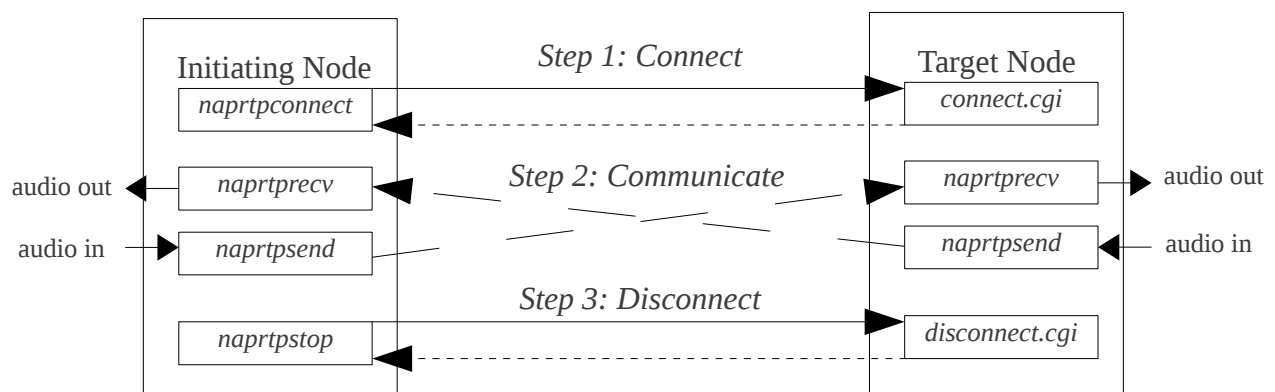 Step 1: Connect
Initiating Node
Target Node
naprtpconnect
connect.cgi
audio out
naprtprecv
Step 2: Communicate
naprtprecv
audio out
audio in
naprtpsend
naprtpsend
audio in
Step 3: Disconnect
naprtpstop
disconnect.cgi